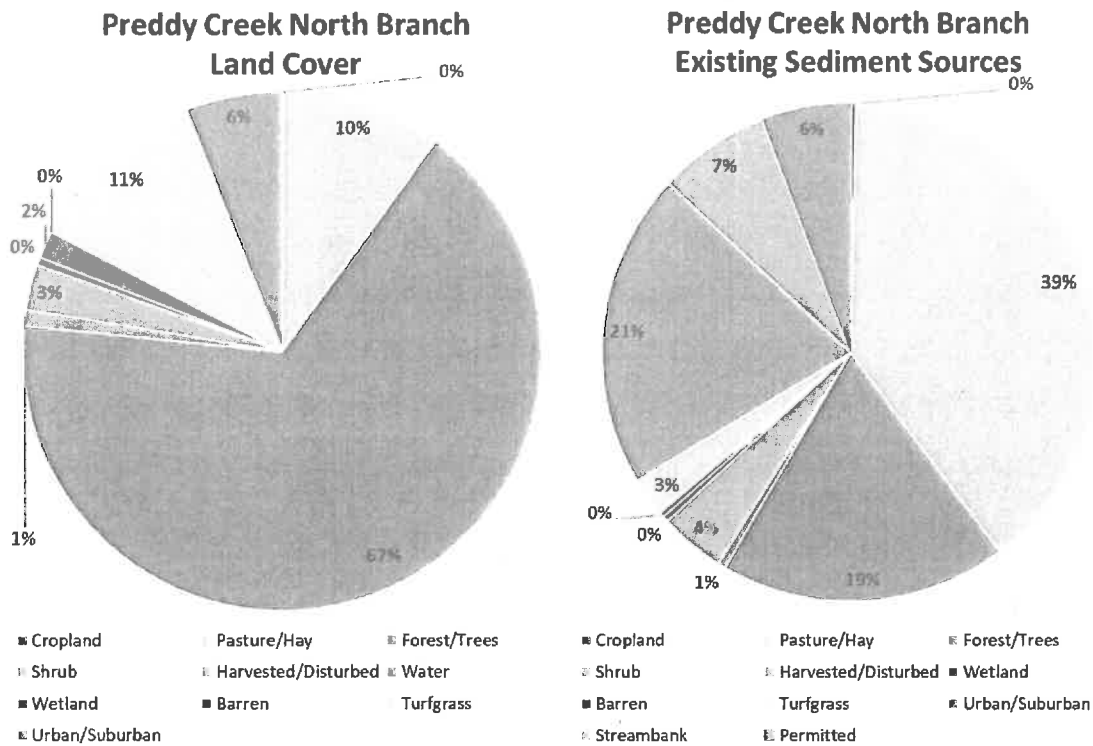 Preddy Creek North Branch
Land Cover
0%
10%
6%
11%
0%
2%
0%
3%
1%
67%
Cropland Pasture/Hay Forest/Trees
Shrub Harvested/Disturbed Water
Wetland Barren Turfgrass
Urban/Suburban
Preddy Creek North Branch
Existing Sediment Sources
0%
6%
7%
39%
21%
3%
0%
0%
4%
1%
19%
Cropland Pasture/Hay Forest/Trees
Shrub Harvested/Disturbed Wetland
Barren Turfgrass Urban/Suburban
Streambank Permitted